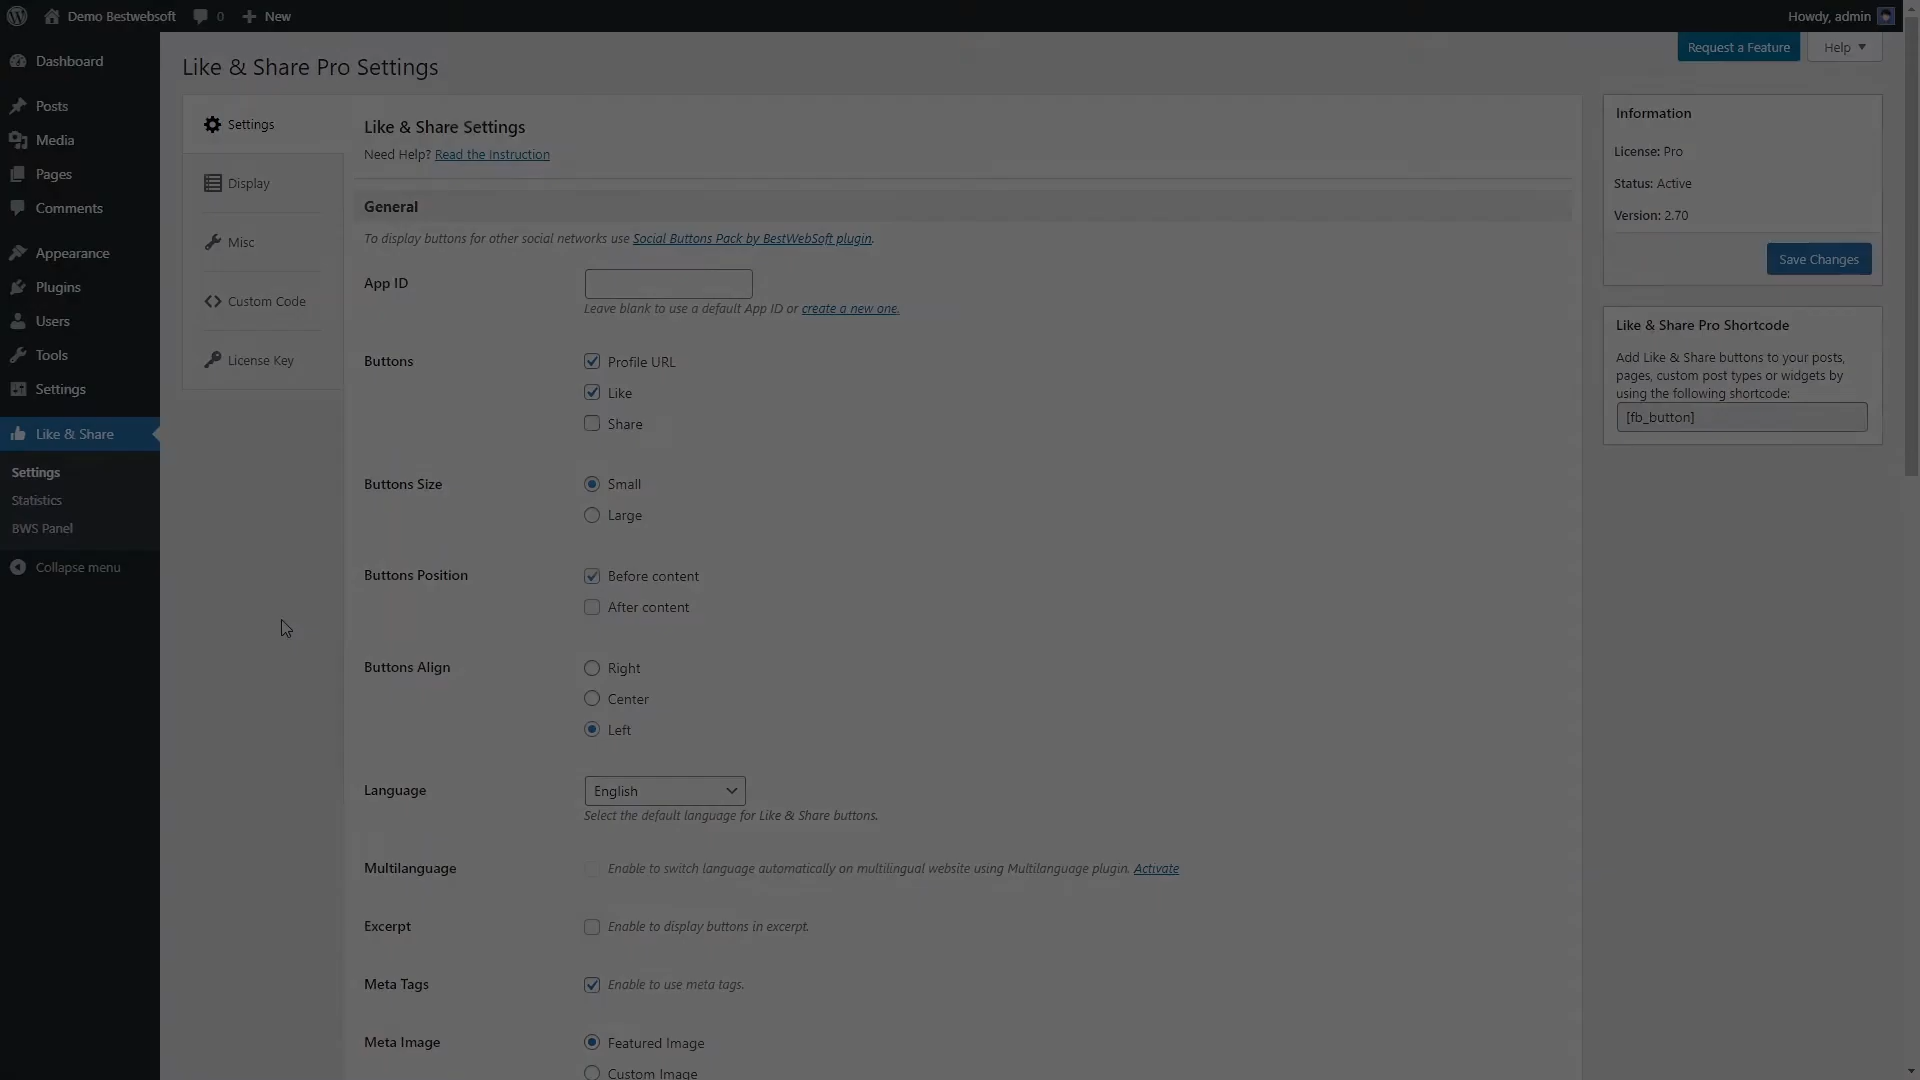 Demo Bestwebsoft
0
New
Howdy, admin
Dashboard
Posts
Media
Pages
Comments
Appearance
Plugins
Users
Tools
Settings
Like & Share
Settings
Statistics
BWS Panel
Collapse menu
Request a Feature
Help
Like & Share Pro Settings
Settings
Display
Misc
Custom Code
License Key
Like & Share Settings
Need Help? Read the Instruction
General
To display buttons for other social networks use Social Buttons Pack by BestWebSoft plugin.
App ID
Leave blank to use a default App ID or create a new one.
Buttons
Profile URL
Like
Share
Buttons Size
Small
Large
Buttons Position
Before content
After content
Buttons Align
Right
Center
Left
Language
English
Select the default language for Like & Share buttons.
Multilanguage
Enable to switch language automatically on multilingual website using Multilanguage plugin. Activate
Excerpt
Enable to display buttons in excerpt.
Meta Tags
Enable to use meta tags.
Meta Image
Featured Image
Custom Image
Information
License: Pro
Status: Active
Version: 2.70
Save Changes
Like & Share Pro Shortcode
Add Like & Share buttons to your posts,
pages, custom post types or widgets by
using the following shortcode:
[fb_button]